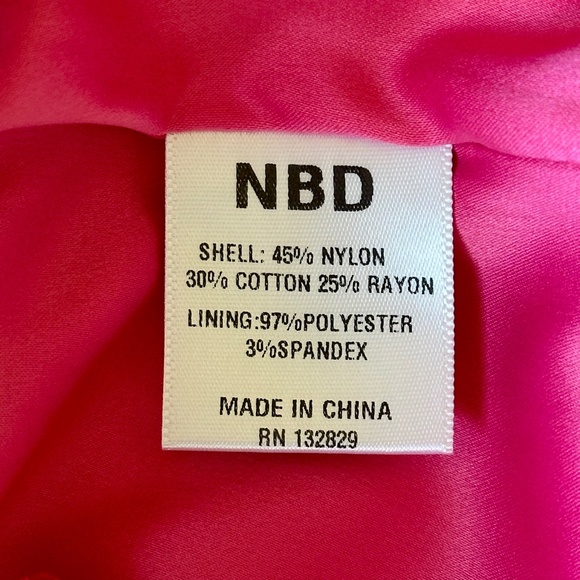 NBD
SHELL: 45% NYLON
30% COTTON 25% RAYON
LINING:97%POLYESTER
3%SPANDEX
MADE IN CHINA
RN 132829